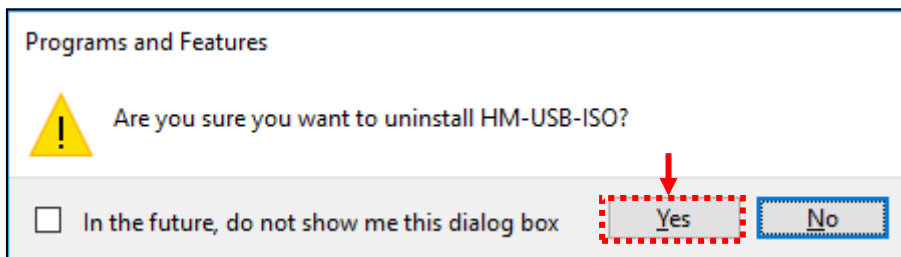 Programs and Features
Are you sure you want to uninstall HM-USB-ISO?
In the future, do not show me this dialog box
Yes
No